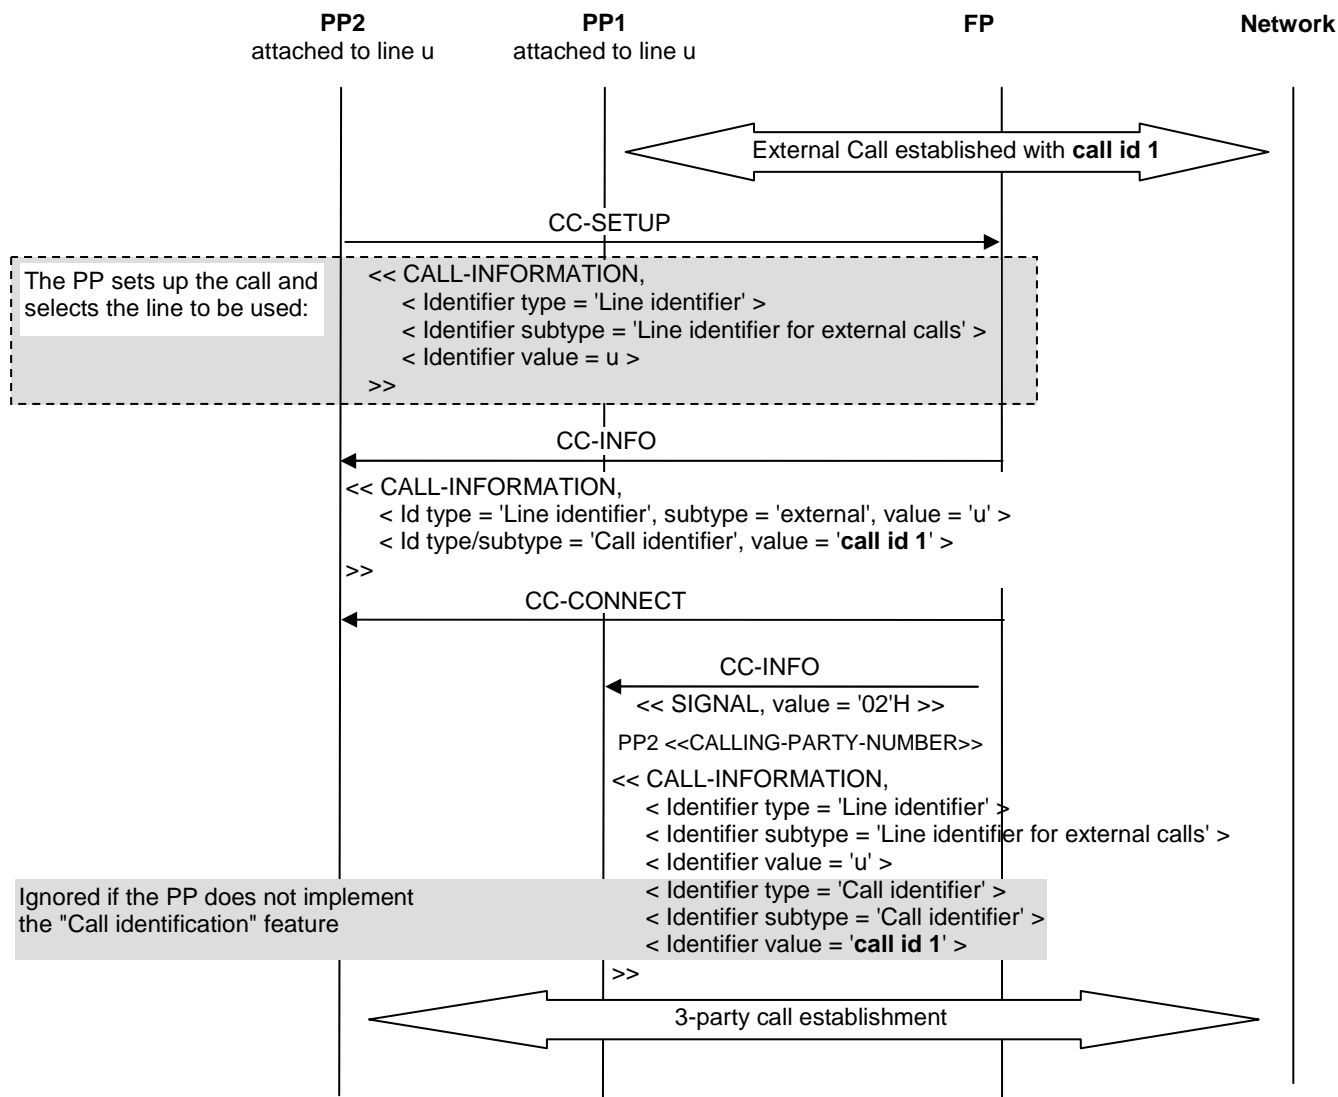 PP2
attached to line u
PP1
attached to line u
FP
Network
External Call established with call id 1
CC-SETUP
The PP sets up the call and
selects the line to be used:
<< CALL-INFORMATION,
< Identifier type = 'Line identifier' >
< Identifier subtype = 'Line identifier for external calls' >
< Identifier value = u >
>>
CC-INFO
<< CALL-INFORMATION,
< Id type = 'Line identifier', subtype = 'external', value = 'u' >
< Id type/subtype = 'Call identifier', value = 'call id 1' >
>>
CC-CONNECT
CC-INFO
<< SIGNAL, value = '02'H >>
PP2 <<CALLING-PARTY-NUMBER>>
<< CALL-INFORMATION,
< Identifier type = 'Line identifier' >
< Identifier subtype = 'Line identifier for external calls' >
< Identifier value = 'u' >
Ignored if the PP does not implement
the "Call identification" feature
< Identifier type = 'Call identifier' >
< Identifier subtype = 'Call identifier' >
< Identifier value = 'call id 1' >
>>
3-party call establishment